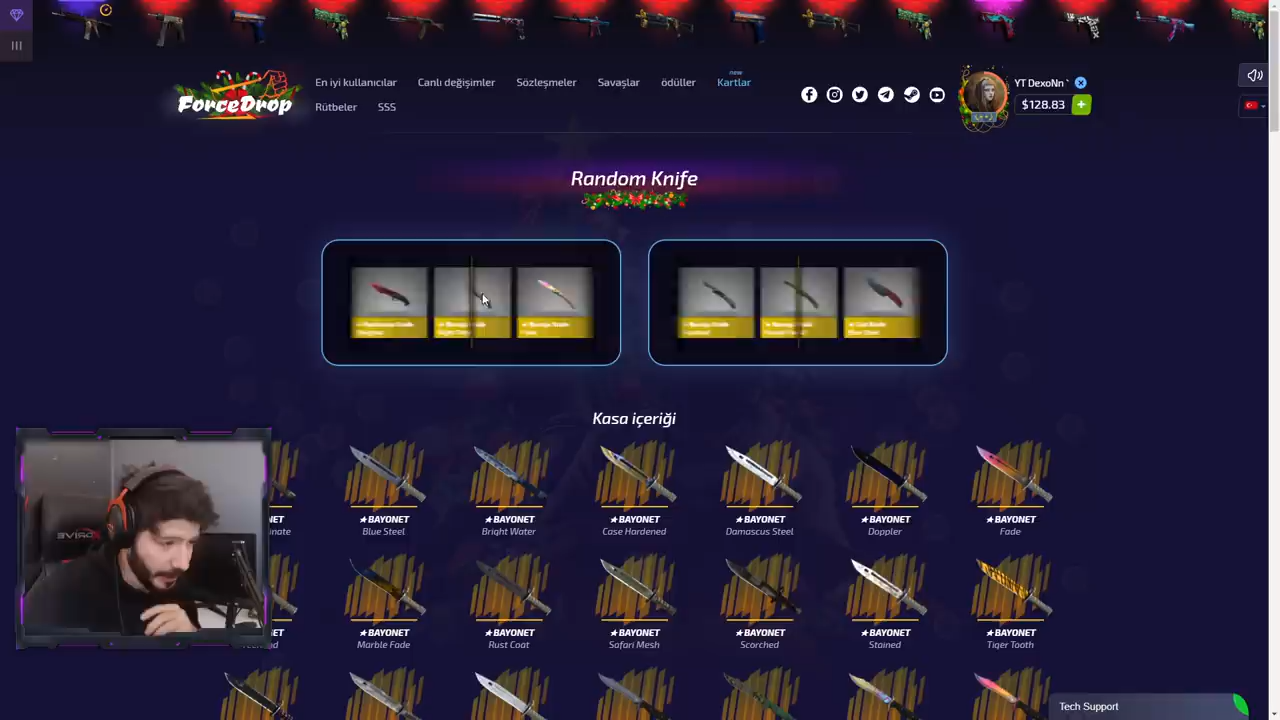 En iyi kullanıcılar
Canlı değişimler
Sözleşmeler
Savaşlar
ödüller
new
Kartlar
Rütbeler
SSS
ForceDrop
YT DexoNn`
$128.83
Random Knife
Kasa içeriği
★BAYONET
Blue Steel
★BAYONET
Bright Water
★BAYONET
Case Hardened
★BAYONET
Damascus Steel
★BAYONET
Doppler
★BAYONET
Fade
★BAYONET
Marble Fade
★BAYONET
Rust Coat
★BAYONET
Safari Mesh
★BAYONET
Scorched
★BAYONET
Stained
★BAYONET
Tiger Tooth
Tech Support